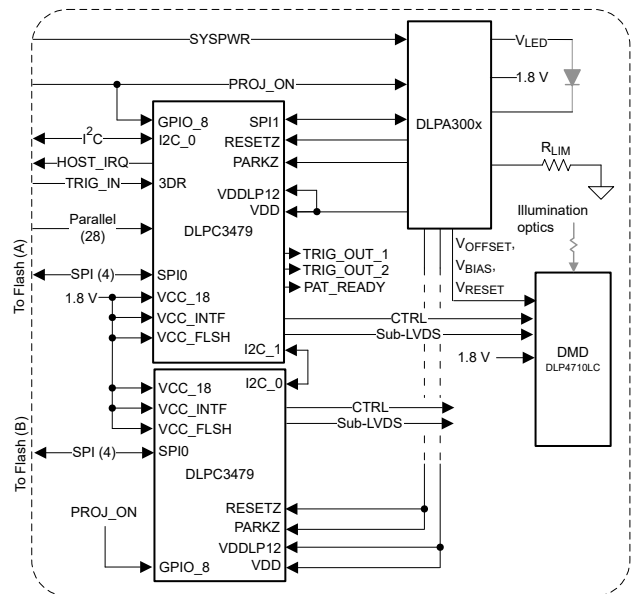 SYSPWR
PROJ_ON
GPIO_8
I2C
I2C_0
HOST_IRQ
TRIG_IN
3DR
Parallel
(28)
To Flash (A)
SPI (4)
SPI0
1.8 V
VCC_18
VCC_INTF
VCC_FLSH
SPI1
RESETZ
PARKZ
VDDLP12
VDD
DLPC3479
TRIG_OUT_1
TRIG_OUT_2
PAT_READY
CTRL
Sub-LVDS
I2C_1
DLPA300x
VLED
1.8 V
RLIM
Illumination
optics
VOFFSET,
VBIAS,
VRESET
1.8 V
DMD
DLP4710LC
I2C_0
VCC_18
VCC_INTF
VCC_FLSH
To Flash (B)
SPI (4)
SPI0
DLPC3479
CTRL
Sub-LVDS
RESETZ
PARKZ
VDDLP12
VDD
PROJ_ON
GPIO_8